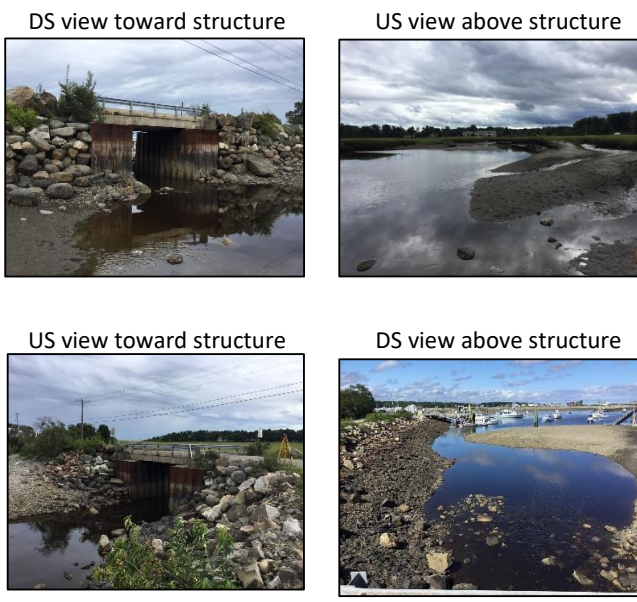 DS view toward structure
US view above structure
US view toward structure
DS view above structure